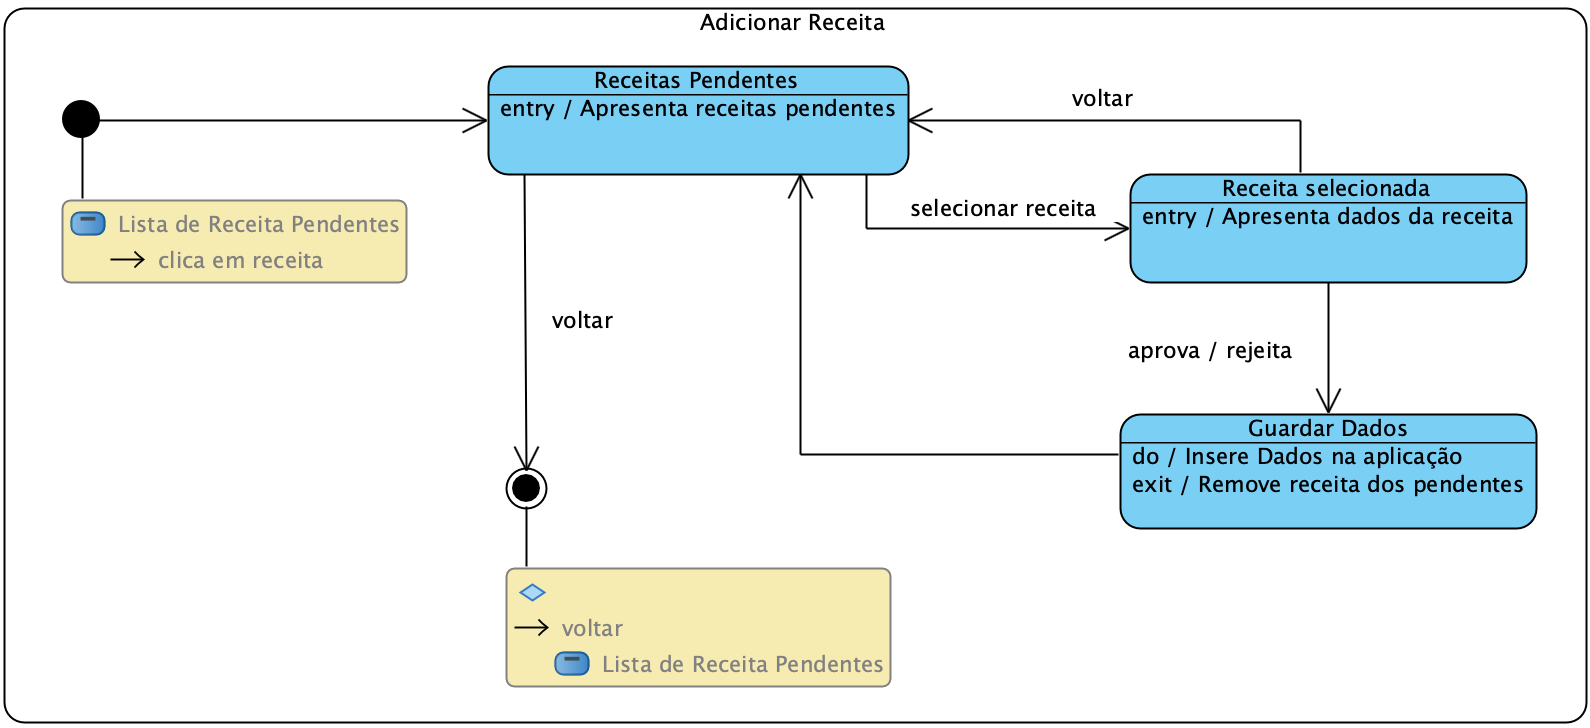 Adicionar Receita
Receitas Pendentes
entry / Apresenta receitas pendentes
voltar
Receita selecionada
entry / Apresenta dados da receita
selecionar receita
Lista de Receita Pendentes
clica em receita
voltar
aprova / rejeita
Guardar Dados
do / Insere Dados na aplicação
exit / Remove receita dos pendentes
voltar
Lista de Receita Pendentes